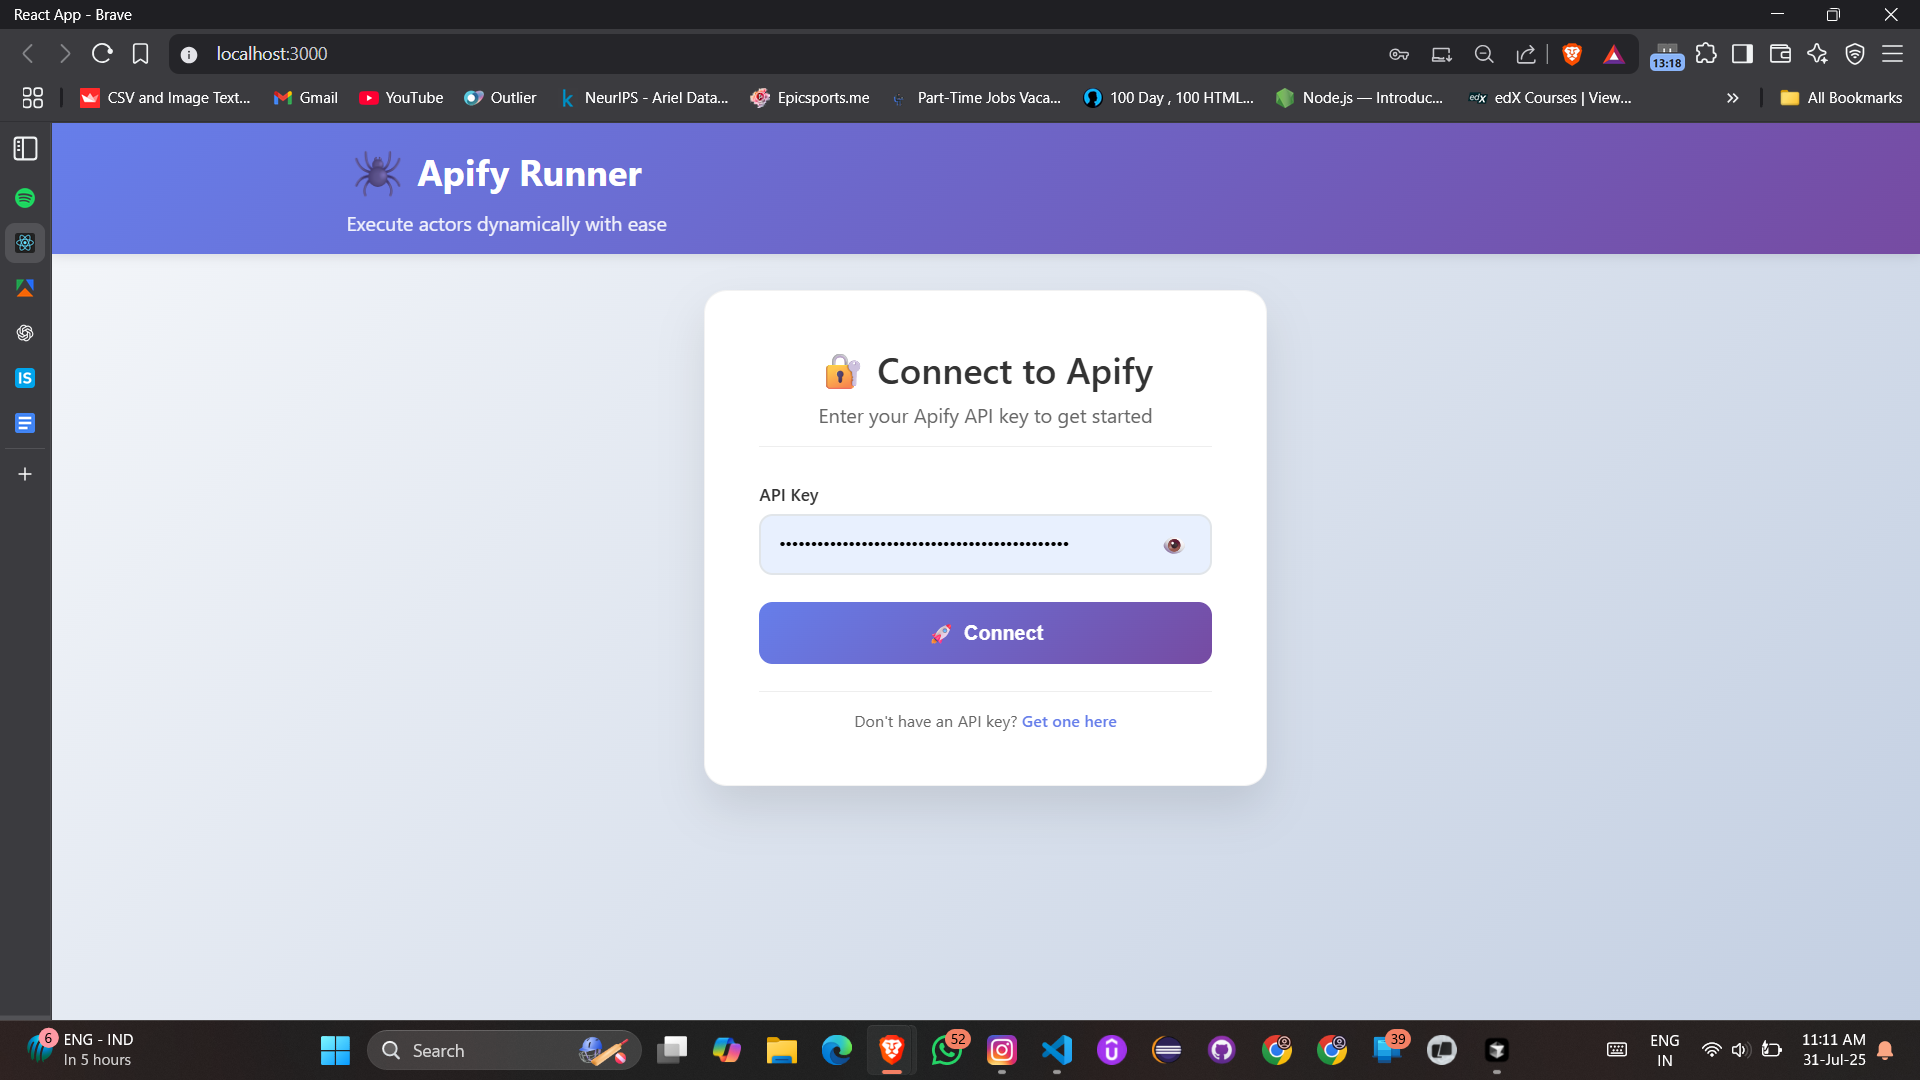 React App - Brave
localhost:3000
13:18
CSV and Image Text...
Gmail
YouTube
Outlier
NeurIPS - Ariel Data...
Epicsports.me
Part-Time Jobs Vaca...
100 Day , 100 HTML...
Node.js — Introduc...
edX Courses | View...
All Bookmarks
Apify Runner
Execute actors dynamically with ease
Connect to Apify
Enter your Apify API key to get started
API Key
Connect
Don't have an API key? Get one here
6
ENG - IND
In 5 hours
Search
52
39
ENG
IN
11:11 AM
31-Jul-25